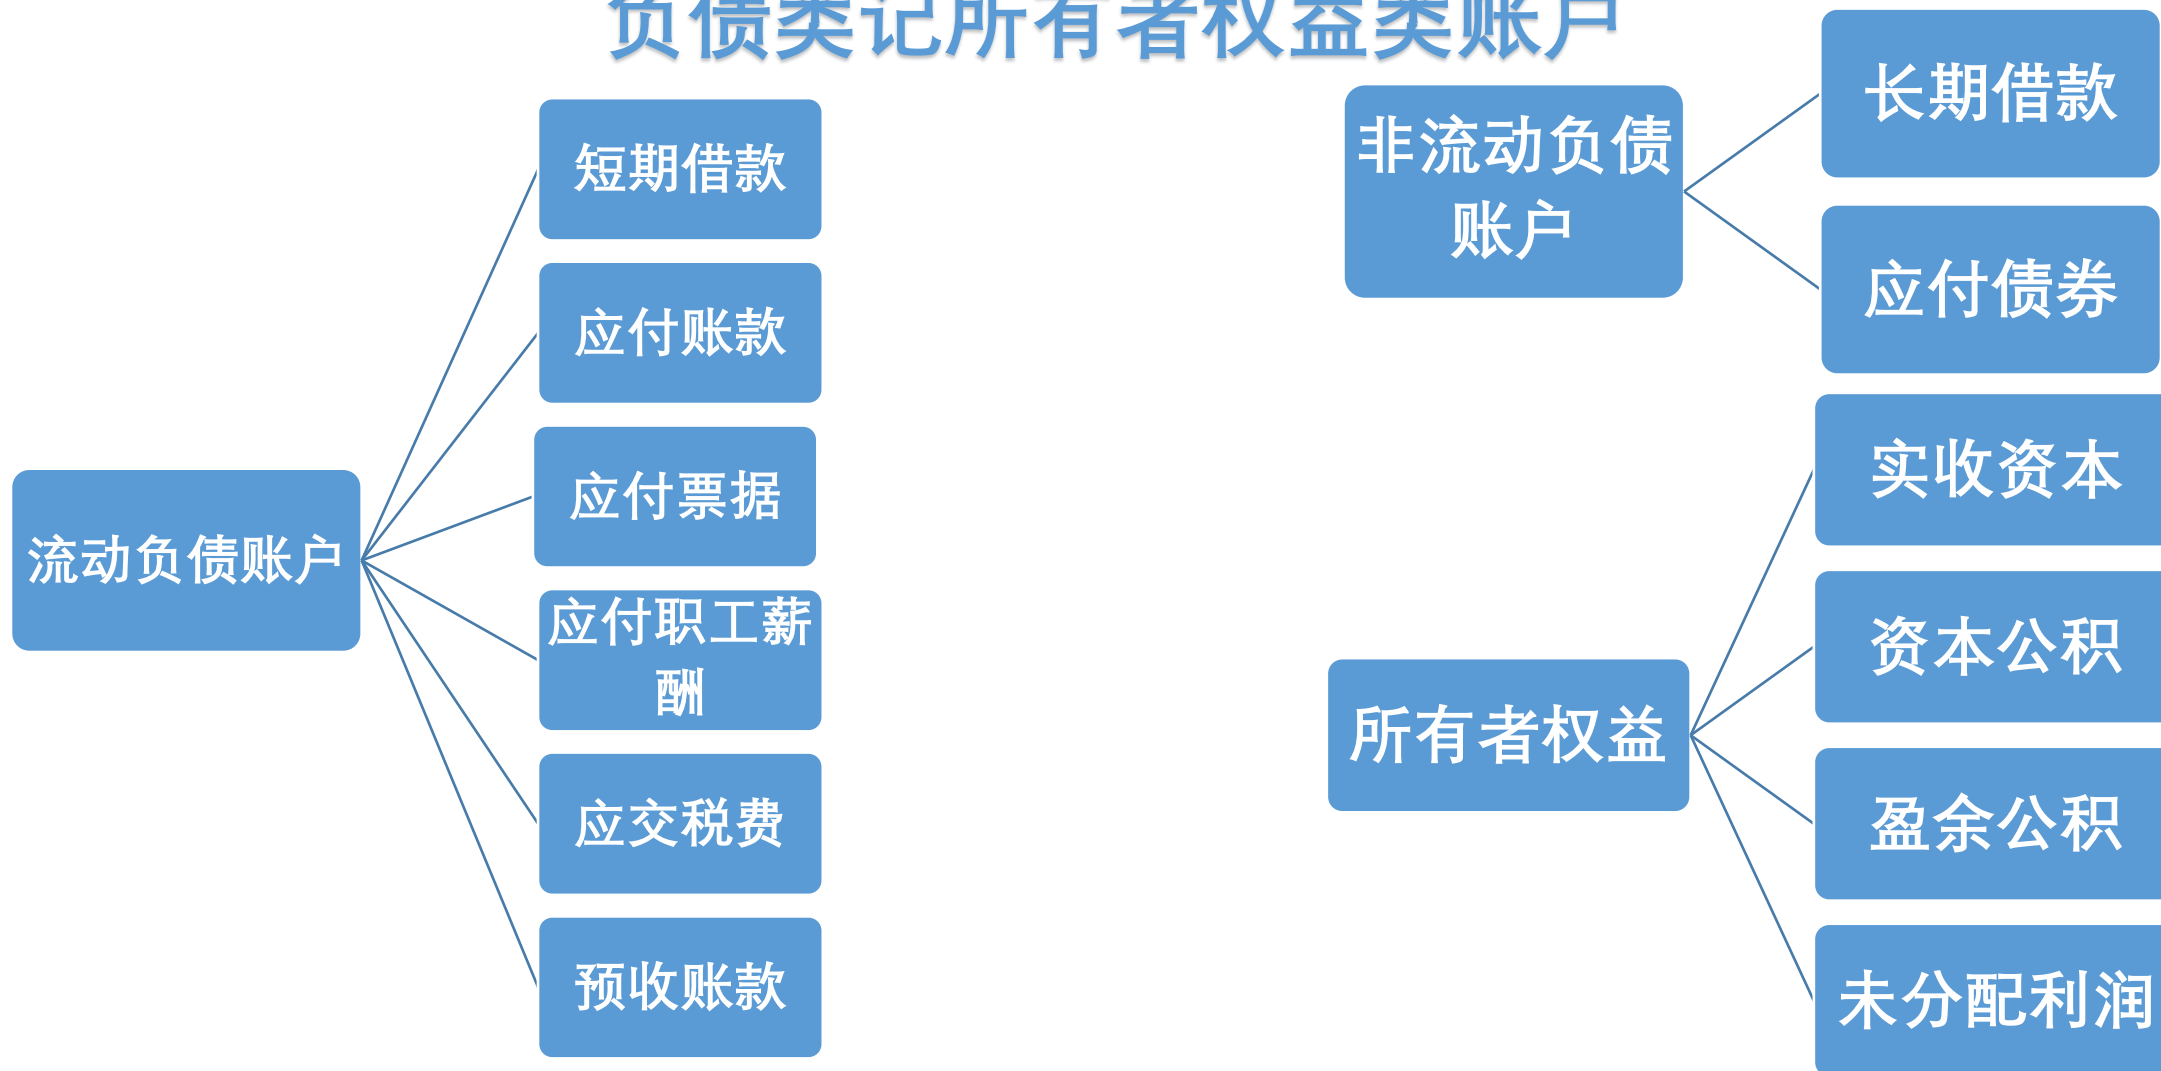 负债类记所有者权益类账户
流动负债账户
短期借款
应付账款
应付票据
应付职工薪
酬
应交税费
预收账款
非流动负债
账户
长期借款
应付债券
所有者权益
实收资本
资本公积
盈余公积
未分配利润